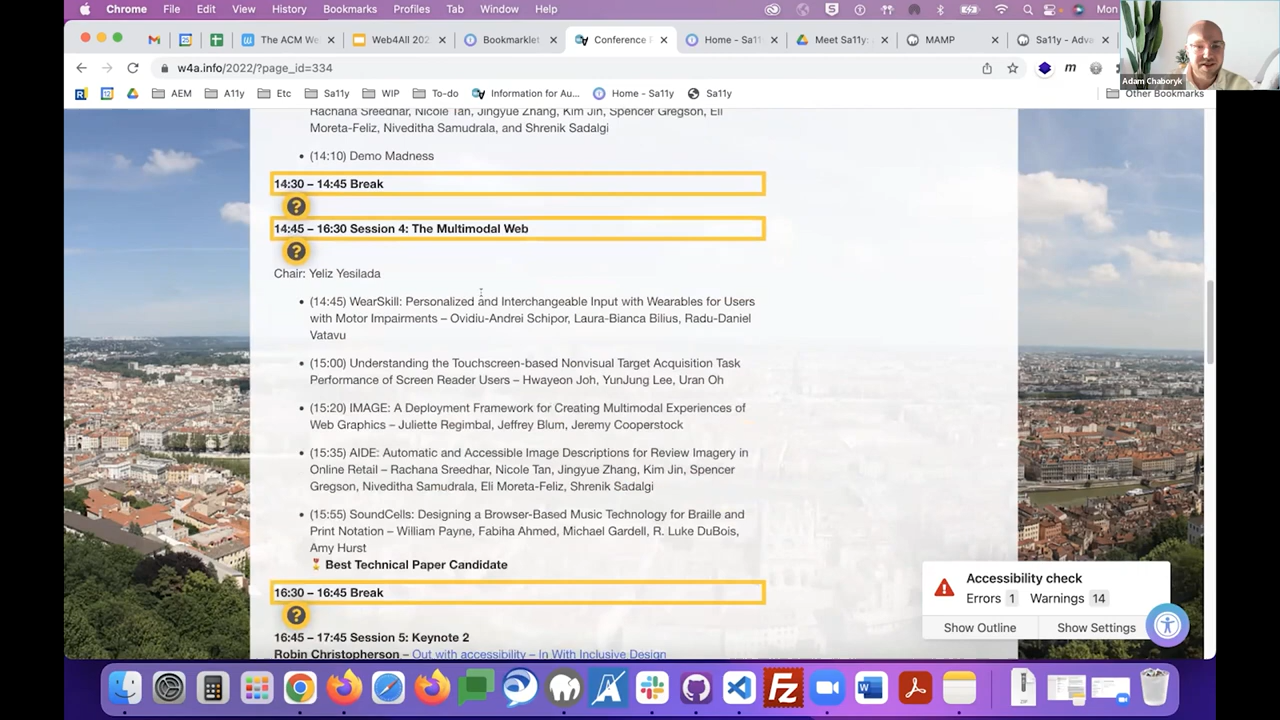 Chrome File Edit View History Bookmarks Profiles Tab Window Help Mon
The ACM We Web4All 202 Bookmarklet Conference P Home - Sa11 Meet Sa11y: MAMP Sa11y - Adva
w4a.info/2022/?page_id=334
AEM A11y Etc Sa11y WIP To-do Information for Au... Home - Sa11y Sa11y Other Bookmarks
Adam Chaboryk
Rachana Sreedhar, Nicole Tan, Jingyue Zhang, Kim Jin, Spencer Gregson, Eli
Moreta-Feliz, Niveditha Samudrala, and Shrenik Sadalgi
• (14:10) Demo Madness
14:30 – 14:45 Break
?
14:45 – 16:30 Session 4: The Multimodal Web
?
Chair: Yeliz Yesilada
• (14:45) WearSkill: Personalized and Interchangeable Input with Wearables for Users
with Motor Impairments – Ovidiu-Andrei Schipor, Laura-Bianca Bilius, Radu-Daniel
Vatavu
• (15:00) Understanding the Touchscreen-based Nonvisual Target Acquisition Task
Performance of Screen Reader Users – Hwayeon Joh, YunJung Lee, Uran Oh
• (15:20) IMAGE: A Deployment Framework for Creating Multimodal Experiences of
Web Graphics – Juliette Regimbal, Jeffrey Blum, Jeremy Cooperstock
• (15:35) AIDE: Automatic and Accessible Image Descriptions for Review Imagery in
Online Retail – Rachana Sreedhar, Nicole Tan, Jingyue Zhang, Kim Jin, Spencer
Gregson, Niveditha Samudrala, Eli Moreta-Feliz, Shrenik Sadalgi
• (15:55) SoundCells: Designing a Browser-Based Music Technology for Braille and
Print Notation – William Payne, Fabiha Ahmed, Michael Gardell, R. Luke DuBois,
Amy Hurst
Best Technical Paper Candidate
16:30 – 16:45 Break
?
16:45 – 17:45 Session 5: Keynote 2
Robin Christopherson – Out with accessibility – In With Inclusive Design
Accessibility check
Errors 1 Warnings 14
Show Outline Show Settings